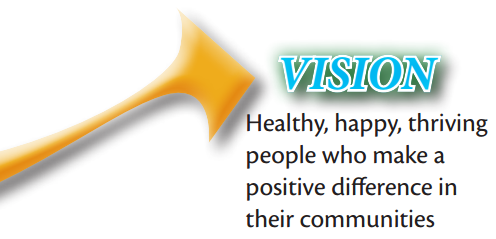 VISION
Healthy, happy, thriving
people who make a
positive difference in
their communities